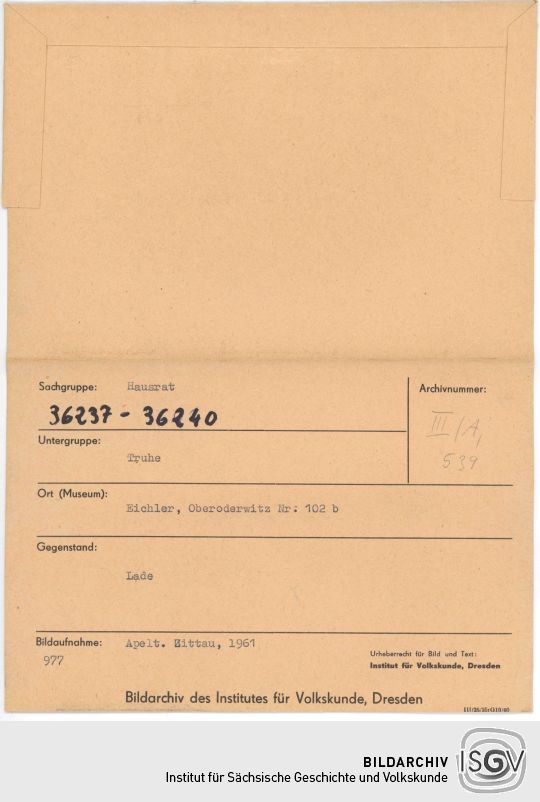 Sachgruppe: Hausrat
Archivnummer:
36237 - 36240
III/A,
539
Untergruppe:
Truhe
Ort (Museum):
Eichler, Oberoderwitz Nr: 102 b
Gegenstand:
Lade
Bildaufnahme: Apelt. Zittau, 1961
977
Urheberrecht für Bild und Text:
Institut für Volkskunde, Dresden
Bildarchiv des Institutes für Volkskunde, Dresden
BILDARCHIV
Institut für Sächsische Geschichte und Volkskunde
ISGV